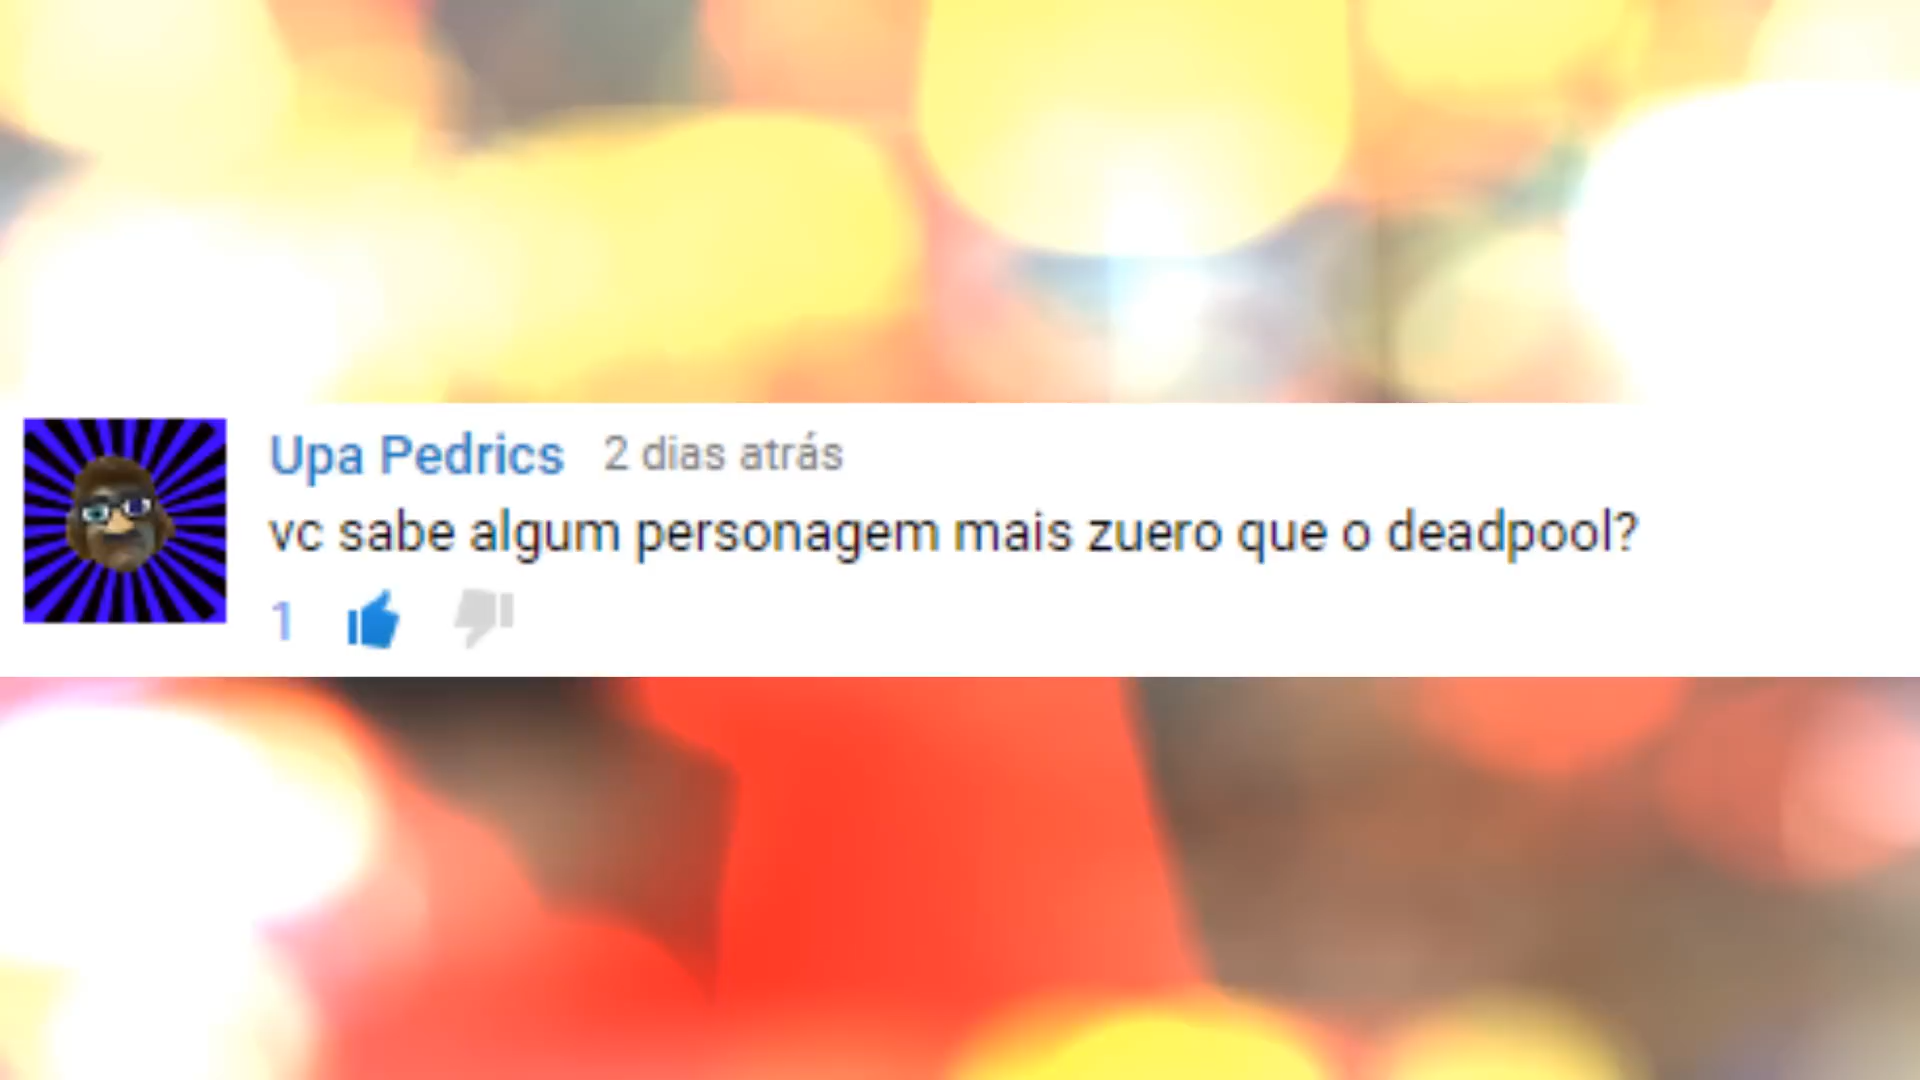 Upa Pedrics 2 dias atrás
vc sabe algum personagem mais zuero que o deadpool?
1